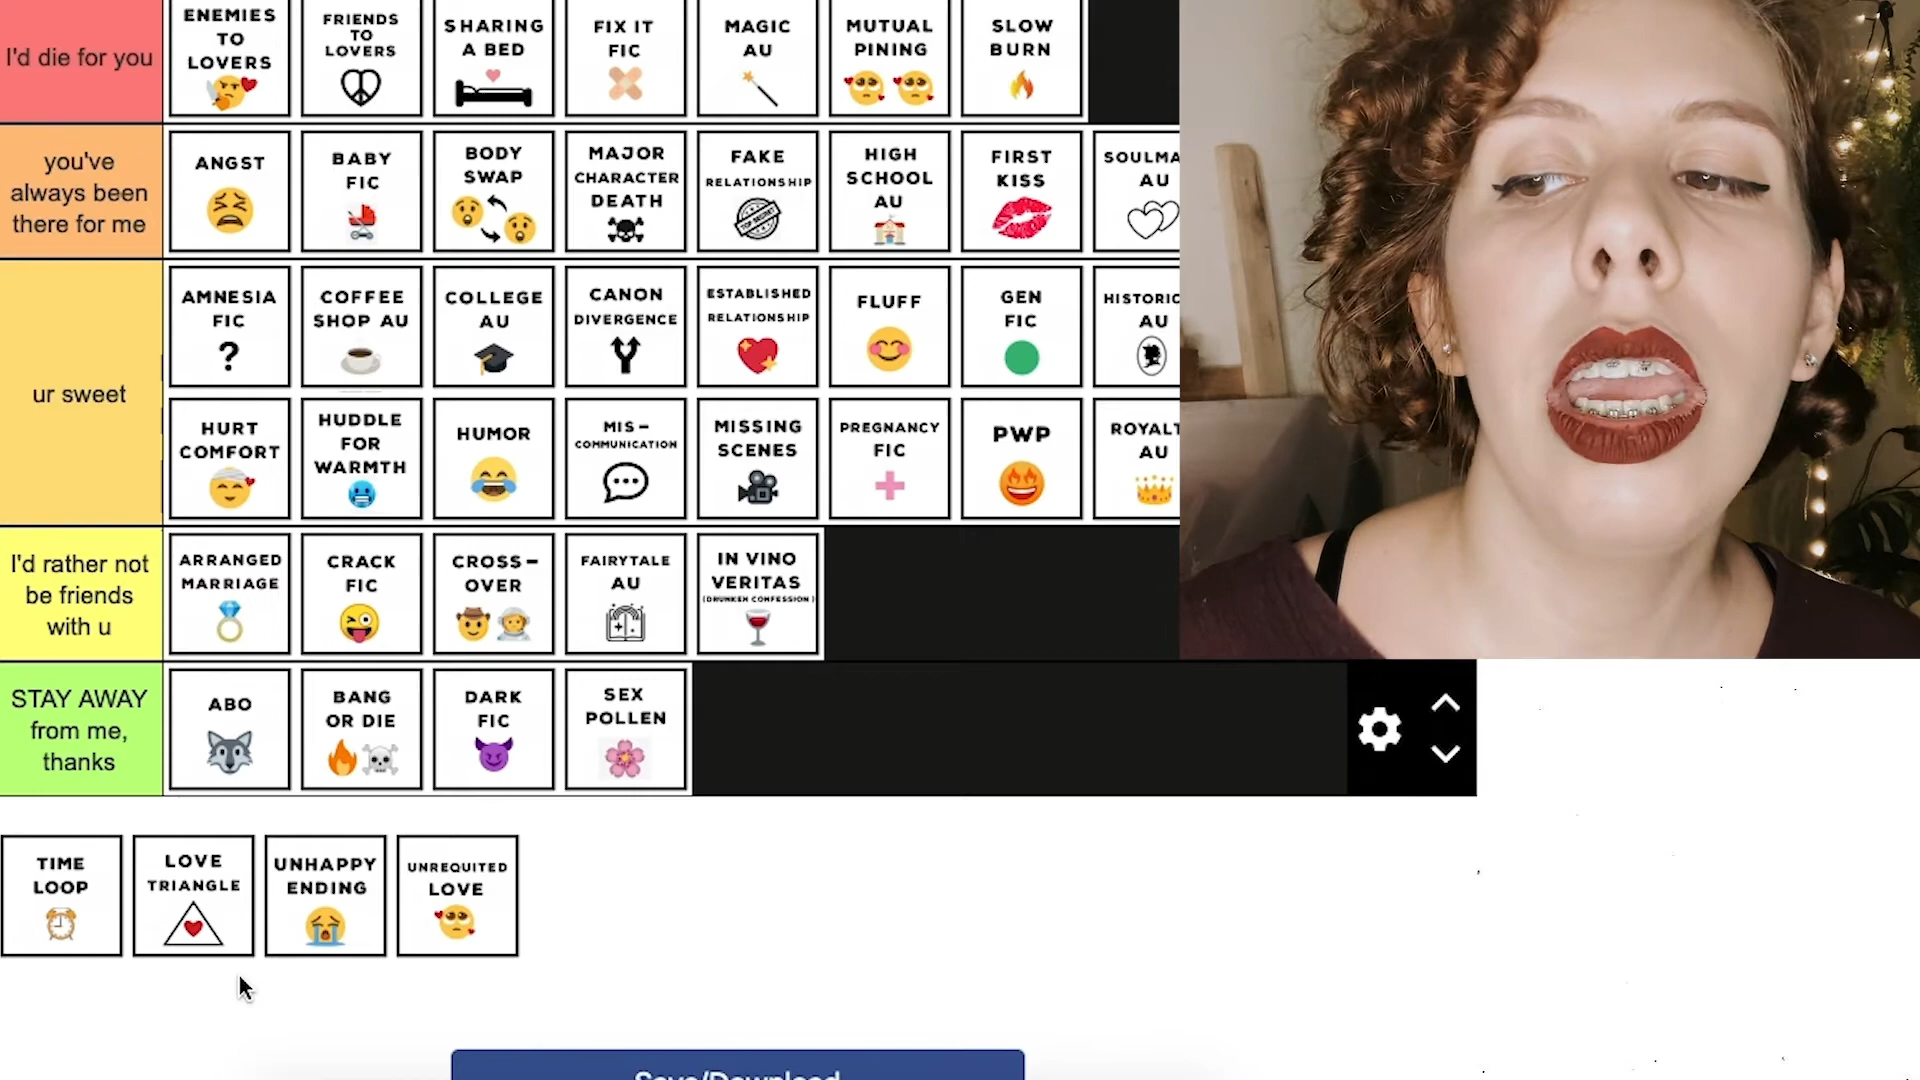 I'd die for you
ENEMIES
TO
LOVERS
FRIENDS
TO
LOVERS
SHARING
A BED
FIX IT
FIC
MAGIC
AU
MUTUAL
PINING
SLOW
BURN
you've
always been
there for me
ANGST
BABY
FIC
BODY
SWAP
MAJOR
CHARACTER
DEATH
FAKE
RELATIONSHIP
TOP SECRET
HIGH
SCHOOL
AU
FIRST
KISS
SOULMA
AU
ur sweet
AMNESIA
FIC
?
COFFEE
SHOP AU
COLLEGE
AU
CANON
DIVERGENCE
ESTABLISHED
RELATIONSHIP
FLUFF
GEN
FIC
HISTORIC
AU
HURT
COMFORT
HUDDLE
FOR
WARMTH
HUMOR
MIS-
COMMUNICATION
MISSING
SCENES
PREGNANCY
FIC
PWP
ROYALT
AU
I'd rather not
be friends
with u
ARRANGED
MARRIAGE
CRACK
FIC
CROSS-
OVER
FAIRYTALE
AU
IN VINO
VERITAS
(DRUNKEN CONFESSION)
STAY AWAY
from me,
thanks
ABO
BANG
OR DIE
DARK
FIC
SEX
POLLEN
TIME
LOOP
LOVE
TRIANGLE
UNHAPPY
ENDING
UNREQUITED
LOVE
Save/Download